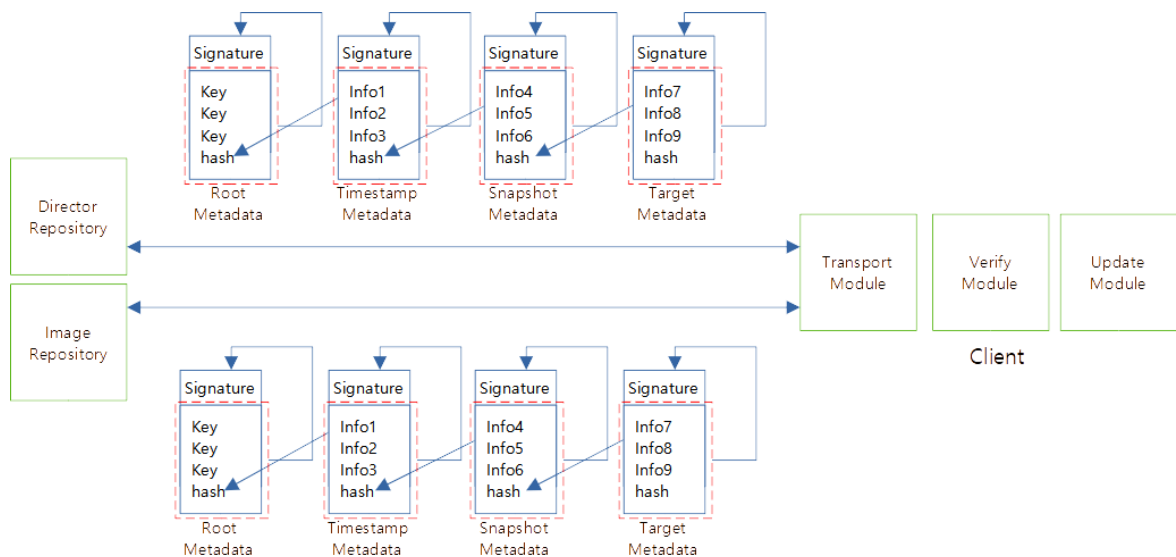 Signature
Signature
Signature
Signature
Key
Key
Key
hash
Info1
Info2
Info3
hash
Info4
Info5
Info6
hash
Info7
Info8
Info9
hash
Root
Metadata
Timestamp
Metadata
Snapshot
Metadata
Target
Metadata
Director
Repository
Image
Repository
Transport
Module
Verify
Module
Update
Module
Client
Signature
Signature
Signature
Signature
Key
Key
Key
hash
Info1
Info2
Info3
hash
Info4
Info5
Info6
hash
Info7
Info8
Info9
hash
Root
Metadata
Timestamp
Metadata
Snapshot
Metadata
Target
Metadata